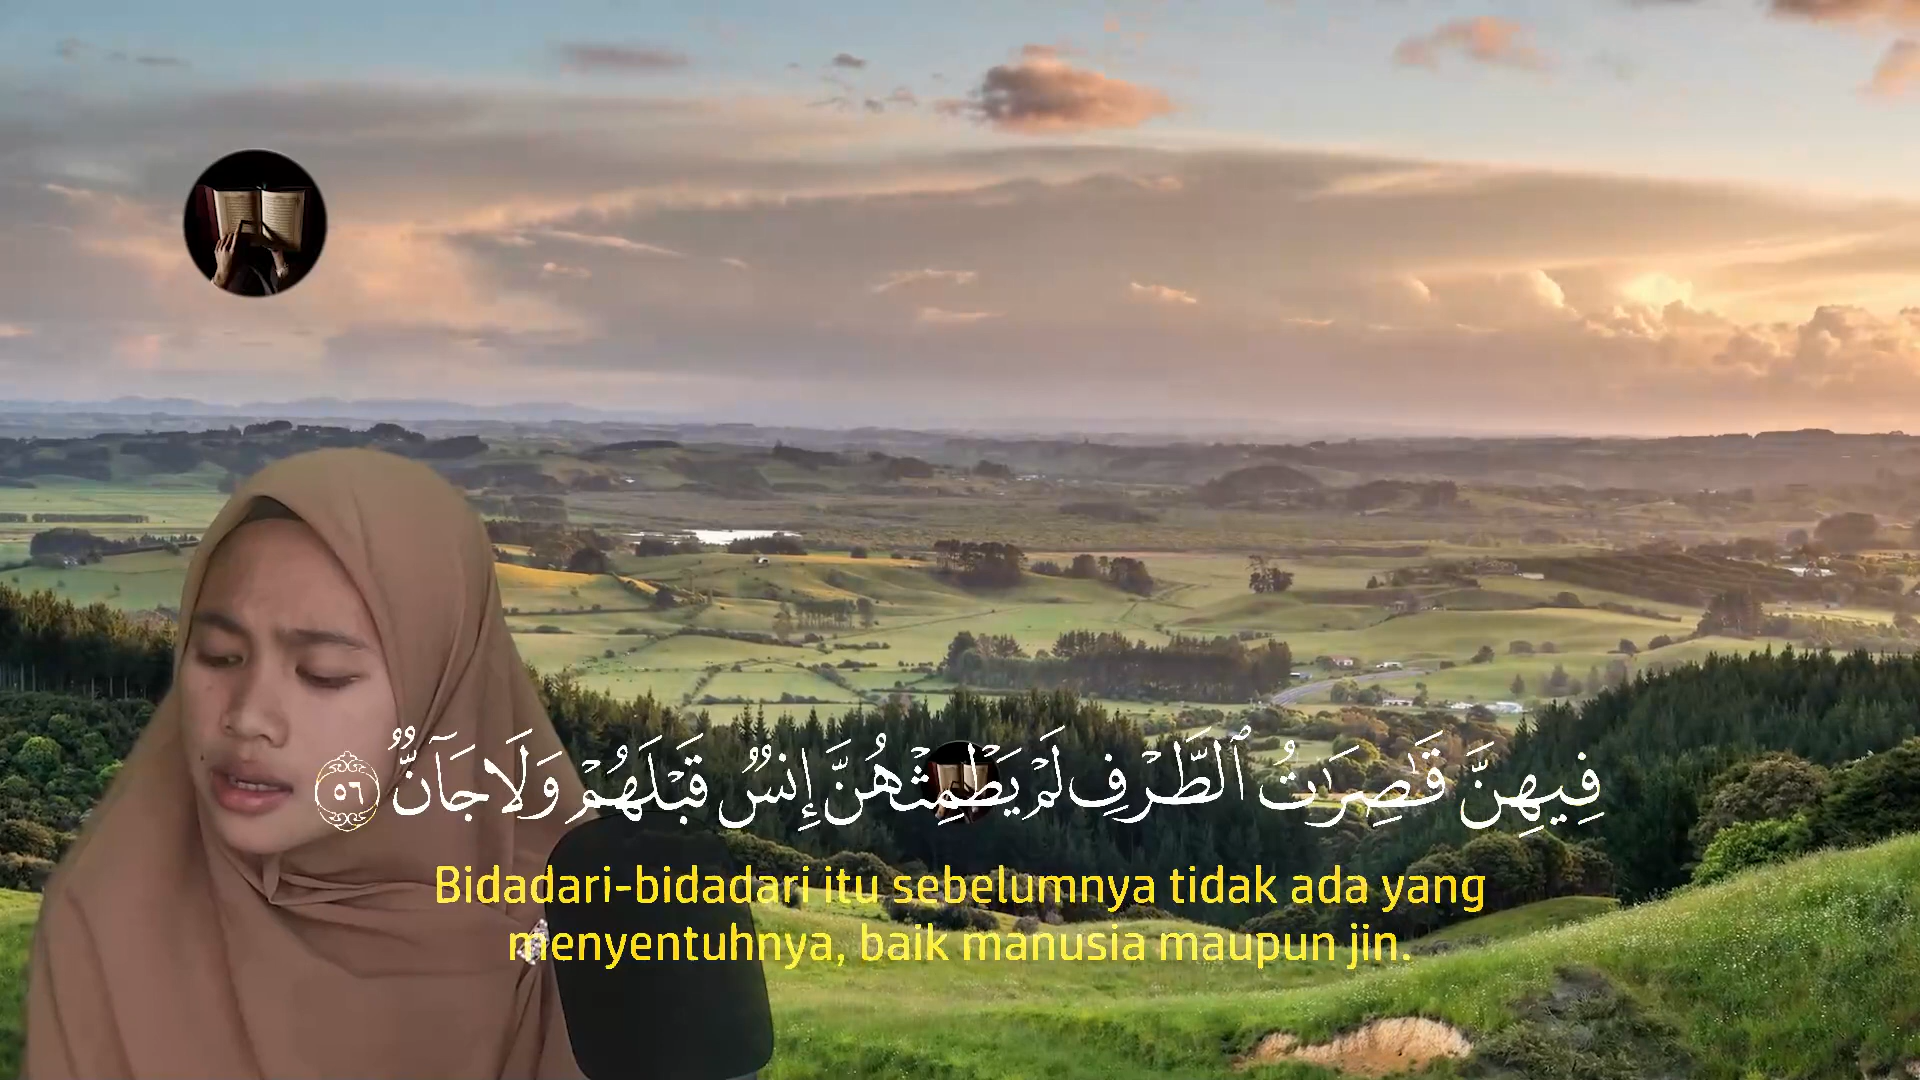 فِيهِنَّ قَٰصِرَٰتُ ٱلطَّرْفِ لَمْ يَطْمِثْهُنَّ إِنسٌ قَبْلَهُمْ وَلَا جَآنٌّ ٥٦
Bidadari-bidadari itu sebelumnya tidak ada yang
menyentuhnya, baik manusia maupun jin.